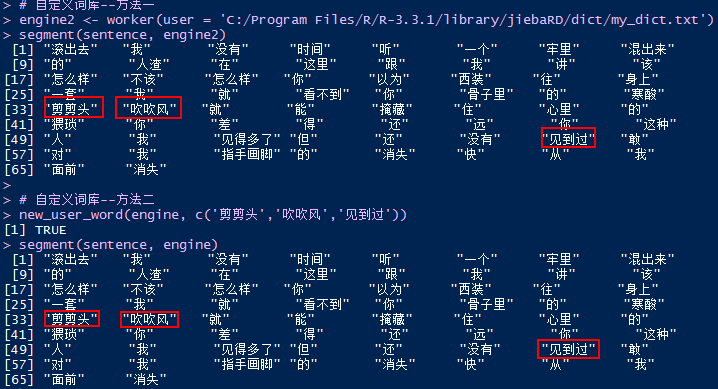 # 自定义词库--方法一
> engine2 <- worker(user = 'C:/Program Files/R/R-3.3.1/library/jiebaRD/dict/my_dict.txt')
> segment(sentence, engine2)
[1] "滚出去" "我" "没有" "时间" "听" "一个" "牢里" "混出来"
[9] "的" "人渣" "在" "这里" "跟" "我" "讲" "该"
[17] "怎么样" "不该" "怎么样" "你" "以为" "西装" "往" "身上"
[25] "一套" "我" "就" "看不到" "你" "骨子里" "的" "寒酸"
[33] "剪剪头" "吹吹风" "就" "能" "掩藏" "住" "心里" "的"
[41] "猥琐" "你" "差" "得" "还" "远" "你" "这种"
[49] "人" "我" "见得多了" "但" "还" "没有" "见到过" "敢"
[57] "对" "我" "指手画脚" "的" "消失" "快" "从" "我"
[65] "面前" "消失"
>
> # 自定义词库--方法二
> new_user_word(engine, c('剪剪头','吹吹风','见到过'))
[1] TRUE
> segment(sentence, engine)
[1] "滚出去" "我" "没有" "时间" "听" "一个" "牢里" "混出来"
[9] "的" "人渣" "在" "这里" "跟" "我" "讲" "该"
[17] "怎么样" "不该" "怎么样" "你" "以为" "西装" "往" "身上"
[25] "一套" "我" "就" "看不到" "你" "骨子里" "的" "寒酸"
[33] "剪剪头" "吹吹风" "就" "能" "掩藏" "住" "心里" "的"
[41] "猥琐" "你" "差" "得" "还" "远" "你" "这种"
[49] "人" "我" "见得多了" "但" "还" "没有" "见到过" "敢"
[57] "对" "我" "指手画脚" "的" "消失" "快" "从" "我"
[65] "面前" "消失"